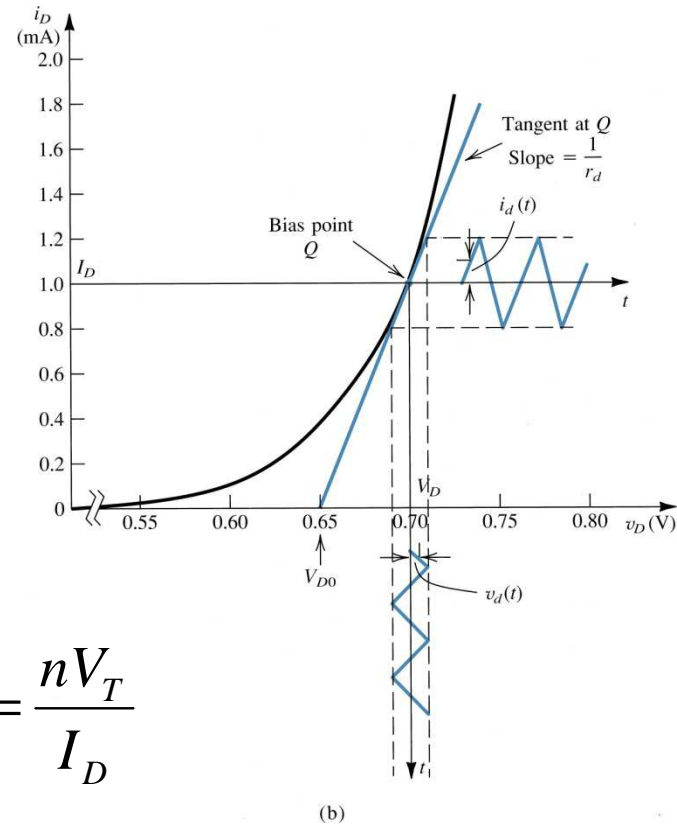 i_D
(mA)
2.0
1.8
1.6
1.4
1.2
1.0
0.8
0.6
0.4
0.2
0
I_D
Bias point
Q
Tangent at Q
Slope = 1/r_d
i_d(t)
t
V_D
0.55 0.60 0.65 0.70 0.75 0.80 v_D (V)
V_{D0}
v_d(t)
t
= nV_T/I_D
(b)